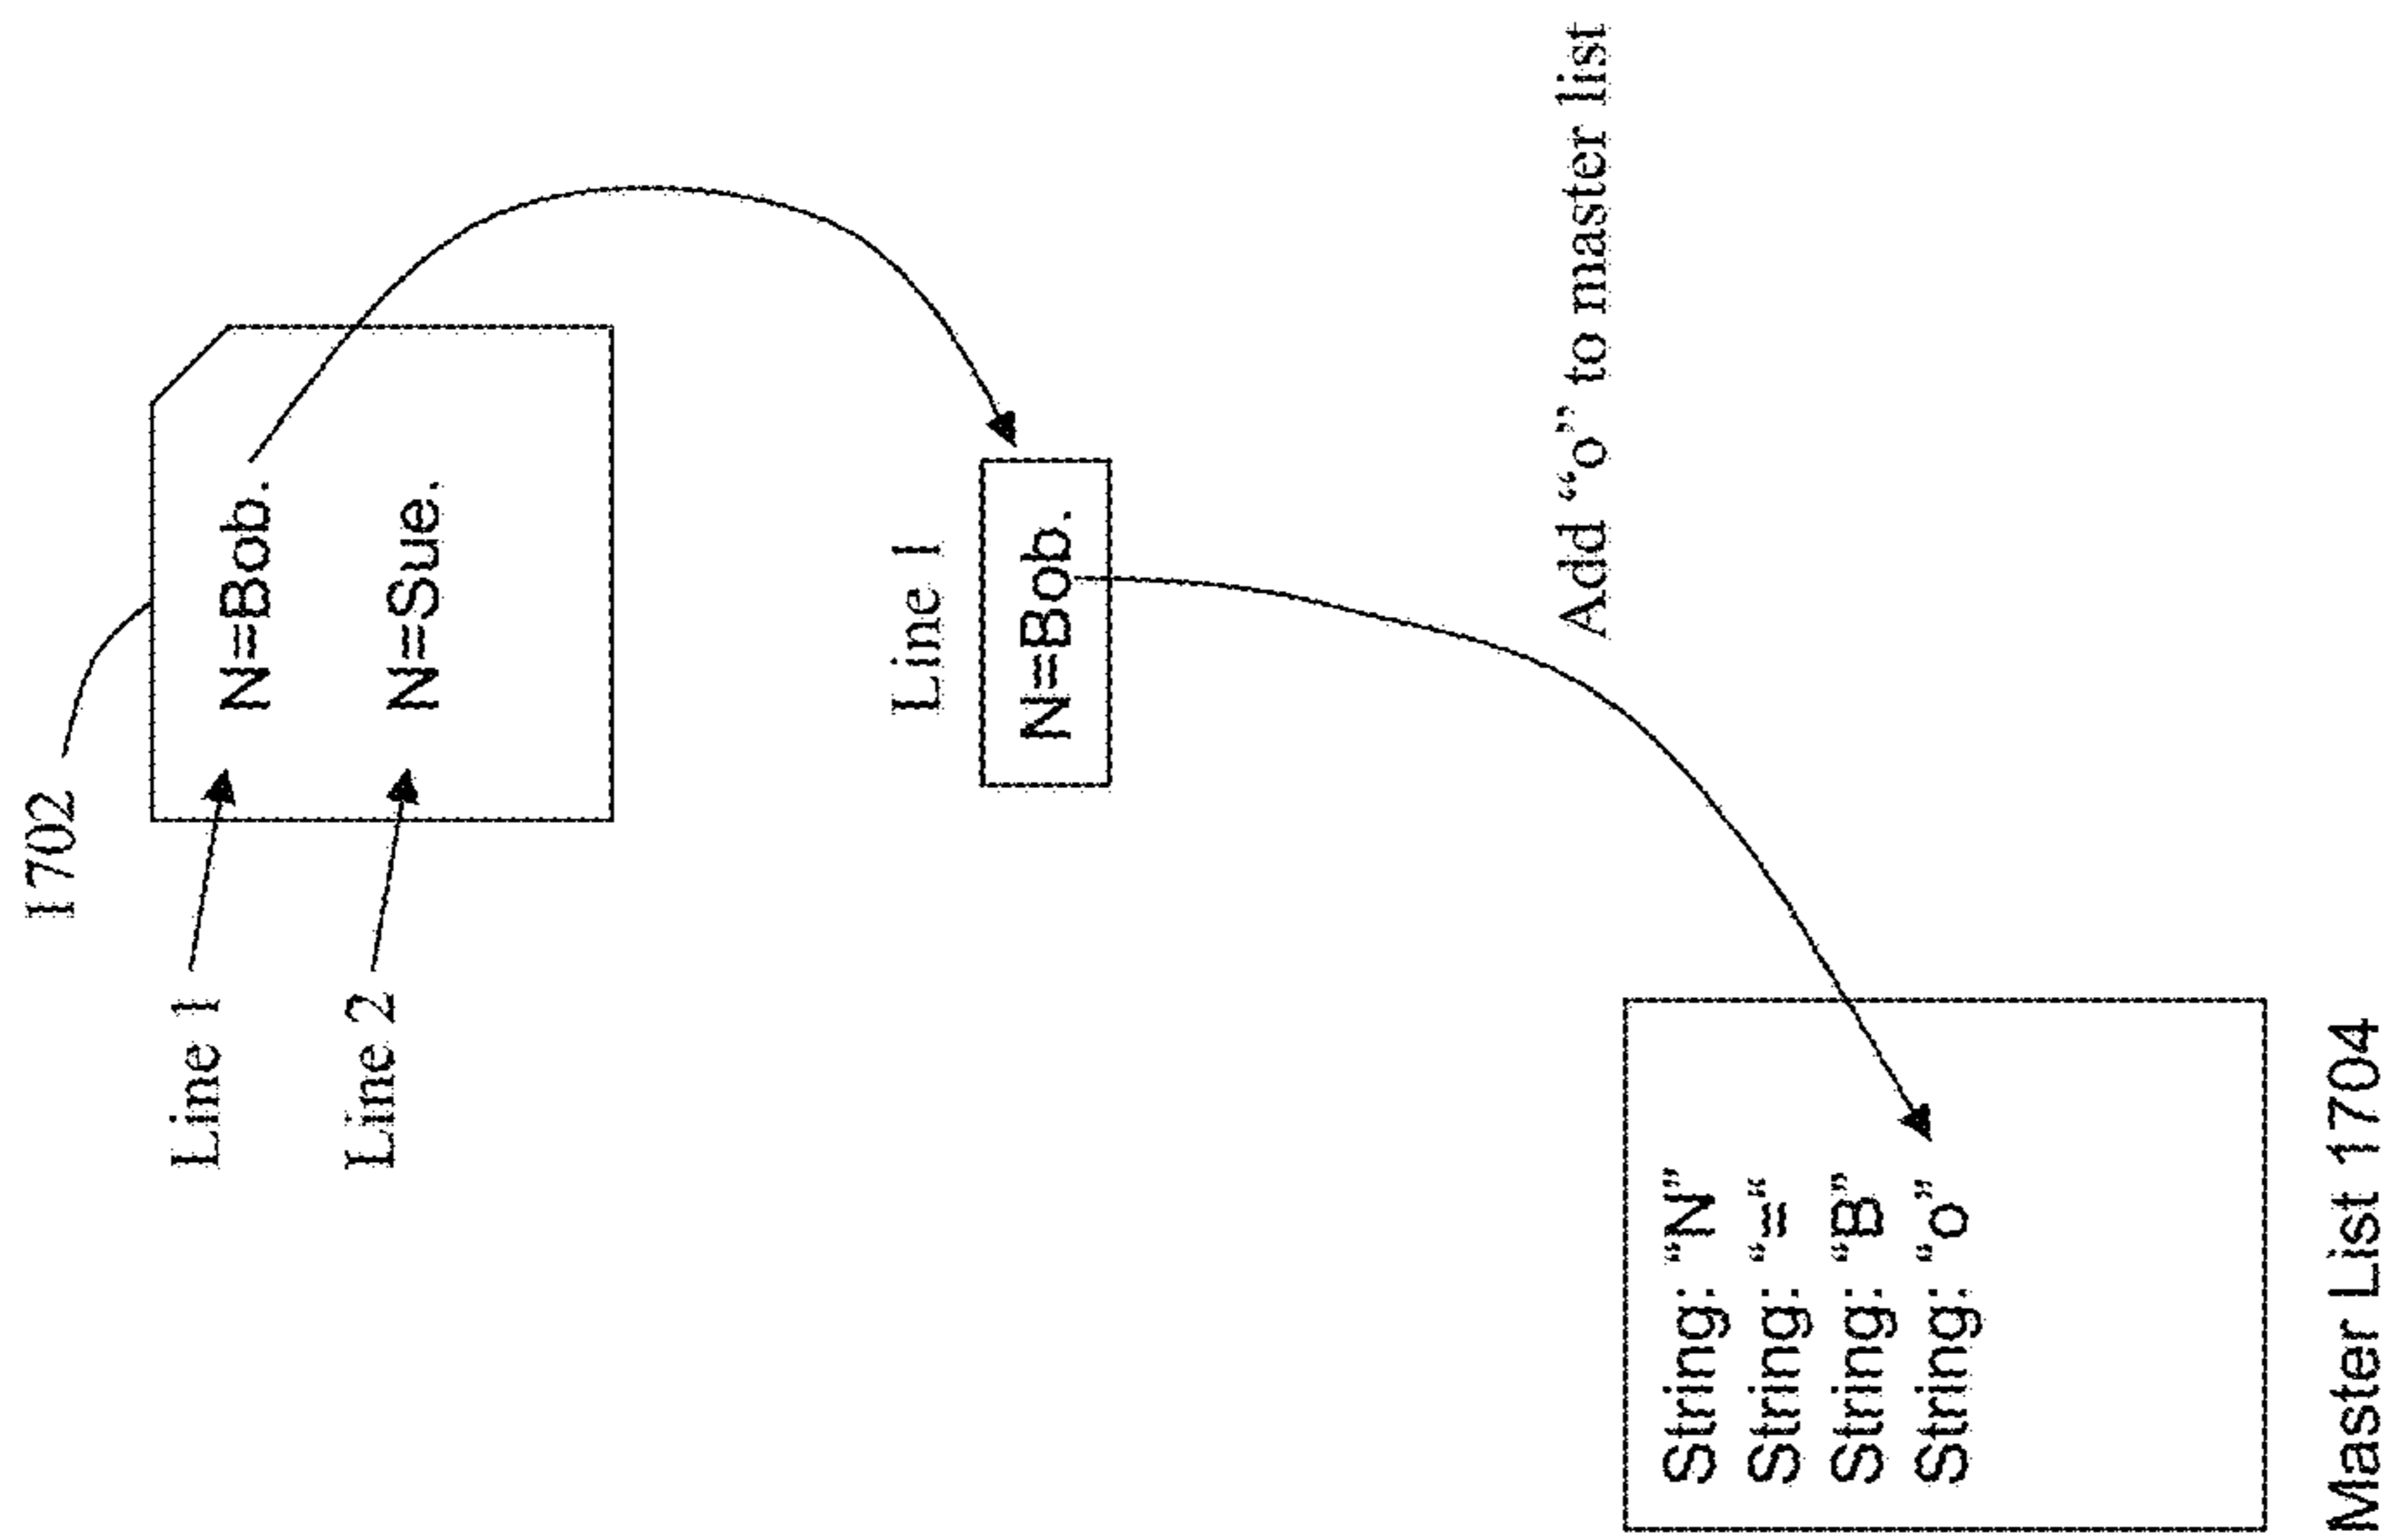 1702
Line 1
N=Bob.
Line 2
N=Sue.
Line 1
N=Bob.
Add “o” to master list
String: “N”
String: “=“
String: “B”
String: “o”
Master List 1704